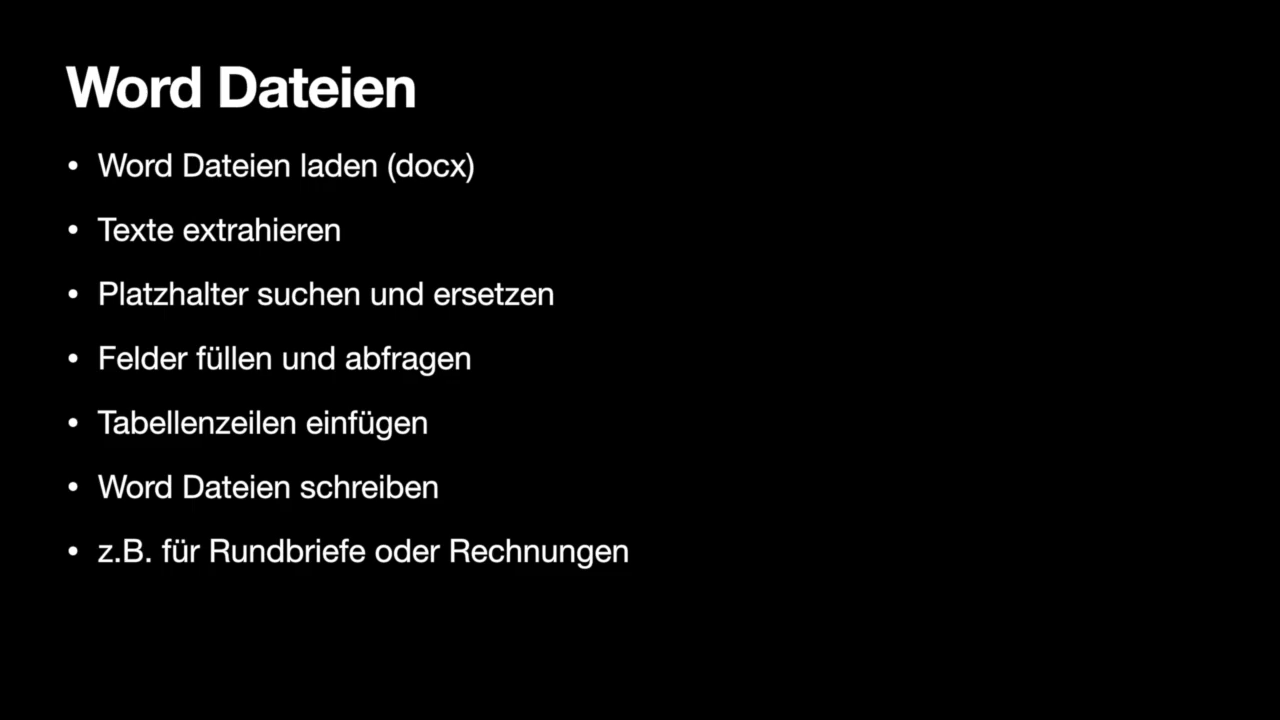 Word Dateien
• Word Dateien laden (docx)
• Texte extrahieren
• Platzhalter suchen und ersetzen
• Felder füllen und abfragen
• Tabellenzeilen einfügen
• Word Dateien schreiben
• z.B. für Rundbriefe oder Rechnungen